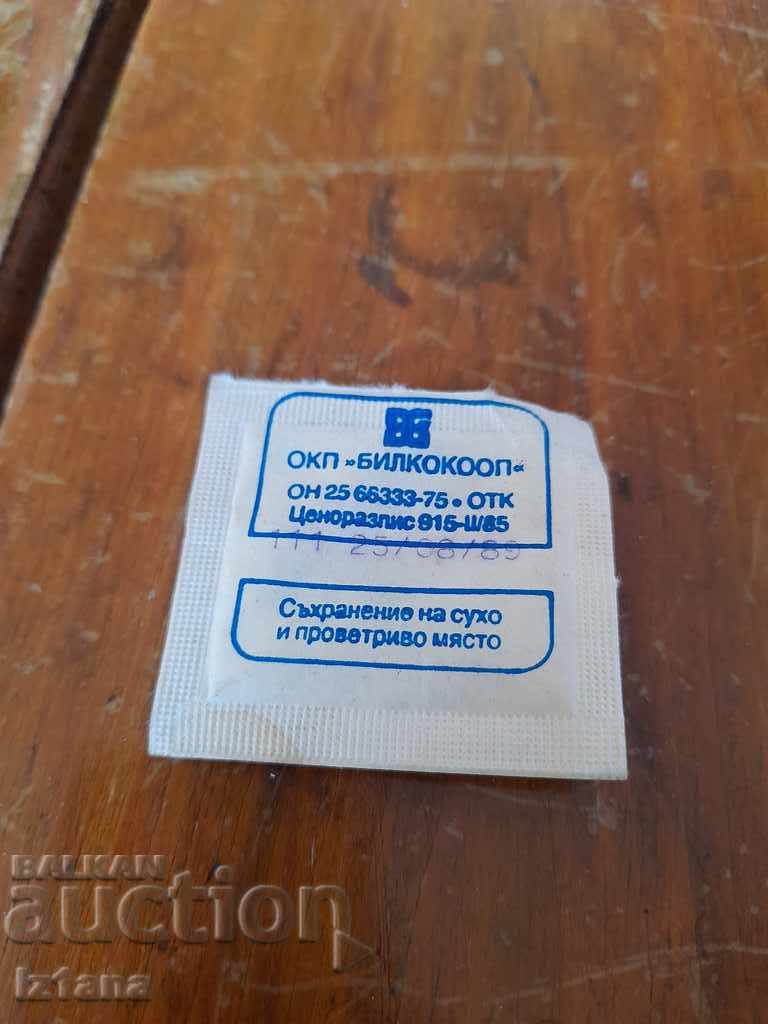 ОКП »БИЛКОКООП«
ОН 25 66333-75 • ОТК
Ценоразпис 915-Ш/85
111 25/08/89
Съхранение на сухо
и проветриво място
BALKAN
auction
Iztana